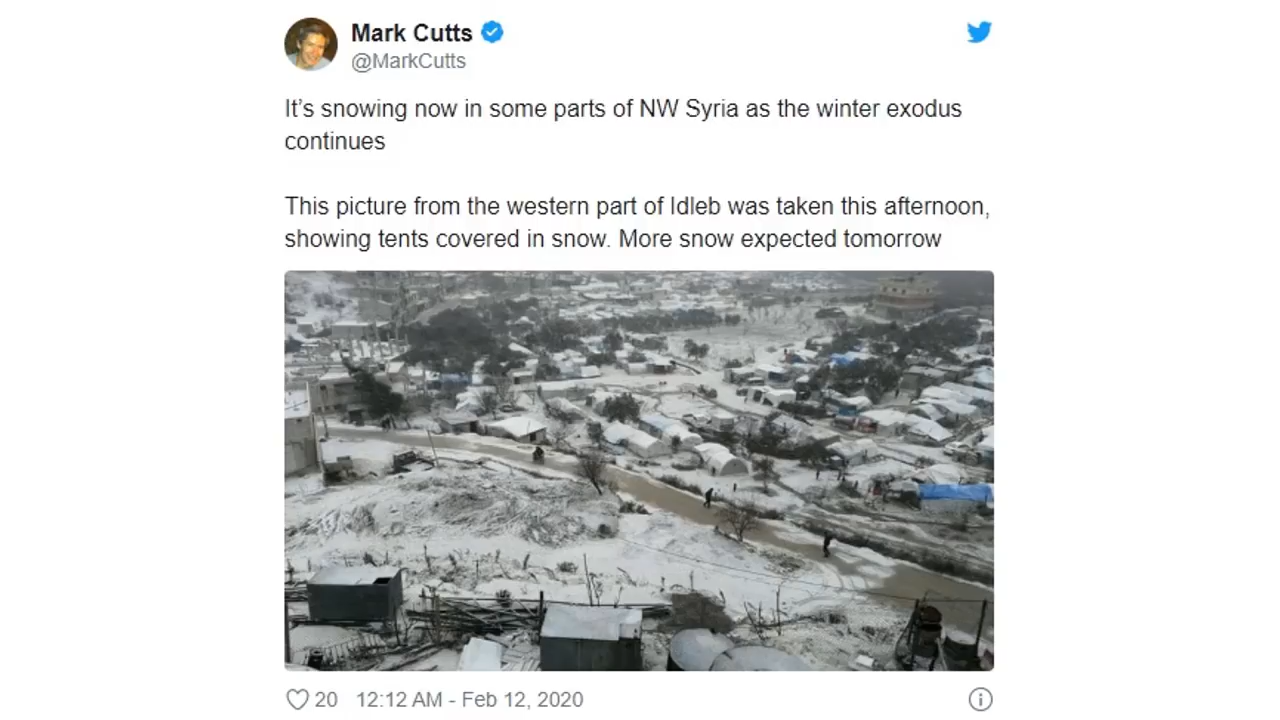 Mark Cutts
@MarkCutts
It’s snowing now in some parts of NW Syria as the winter exodus
continues
This picture from the western part of Idleb was taken this afternoon,
showing tents covered in snow. More snow expected tomorrow
20 12:12 AM - Feb 12, 2020